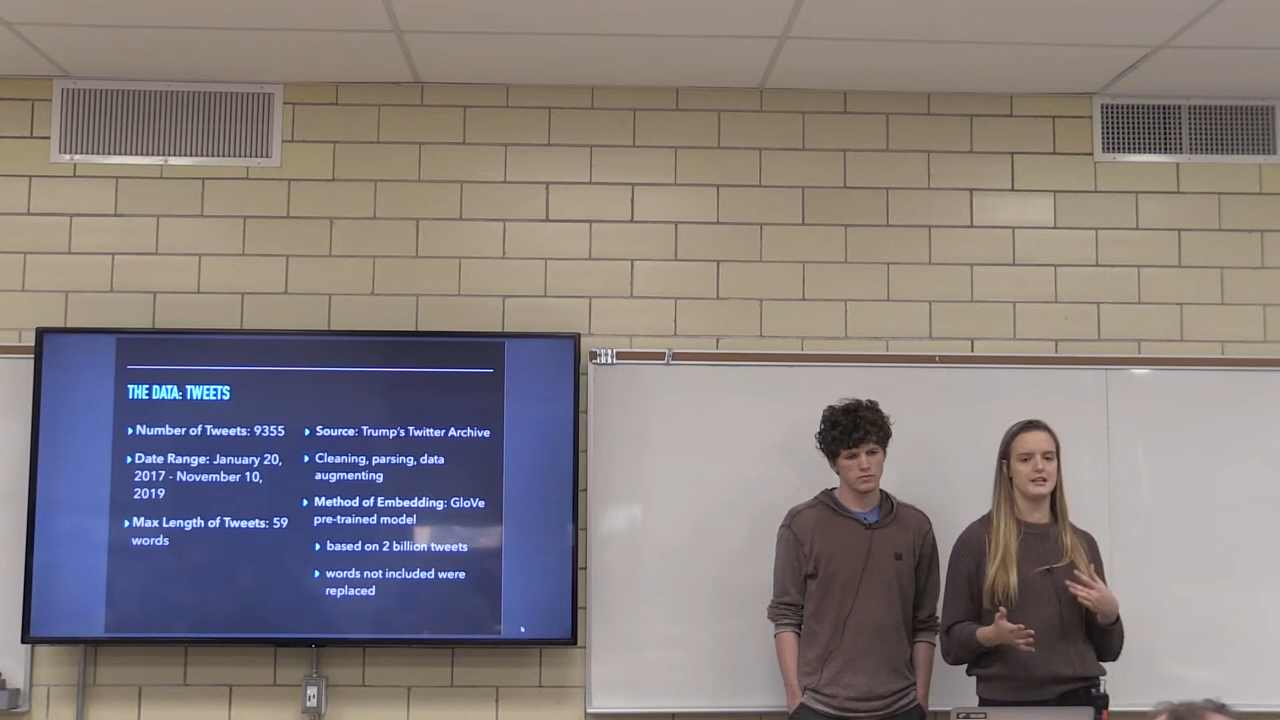 THE DATA: TWEETS
Number of Tweets: 9355
Date Range: January 20,
2017 - November 10,
2019
Max Length of Tweets: 59
words
Source: Trump's Twitter Archive
Cleaning, parsing, data
augmenting
Method of Embedding: GloVe
pre-trained model
based on 2 billion tweets
words not included were
replaced